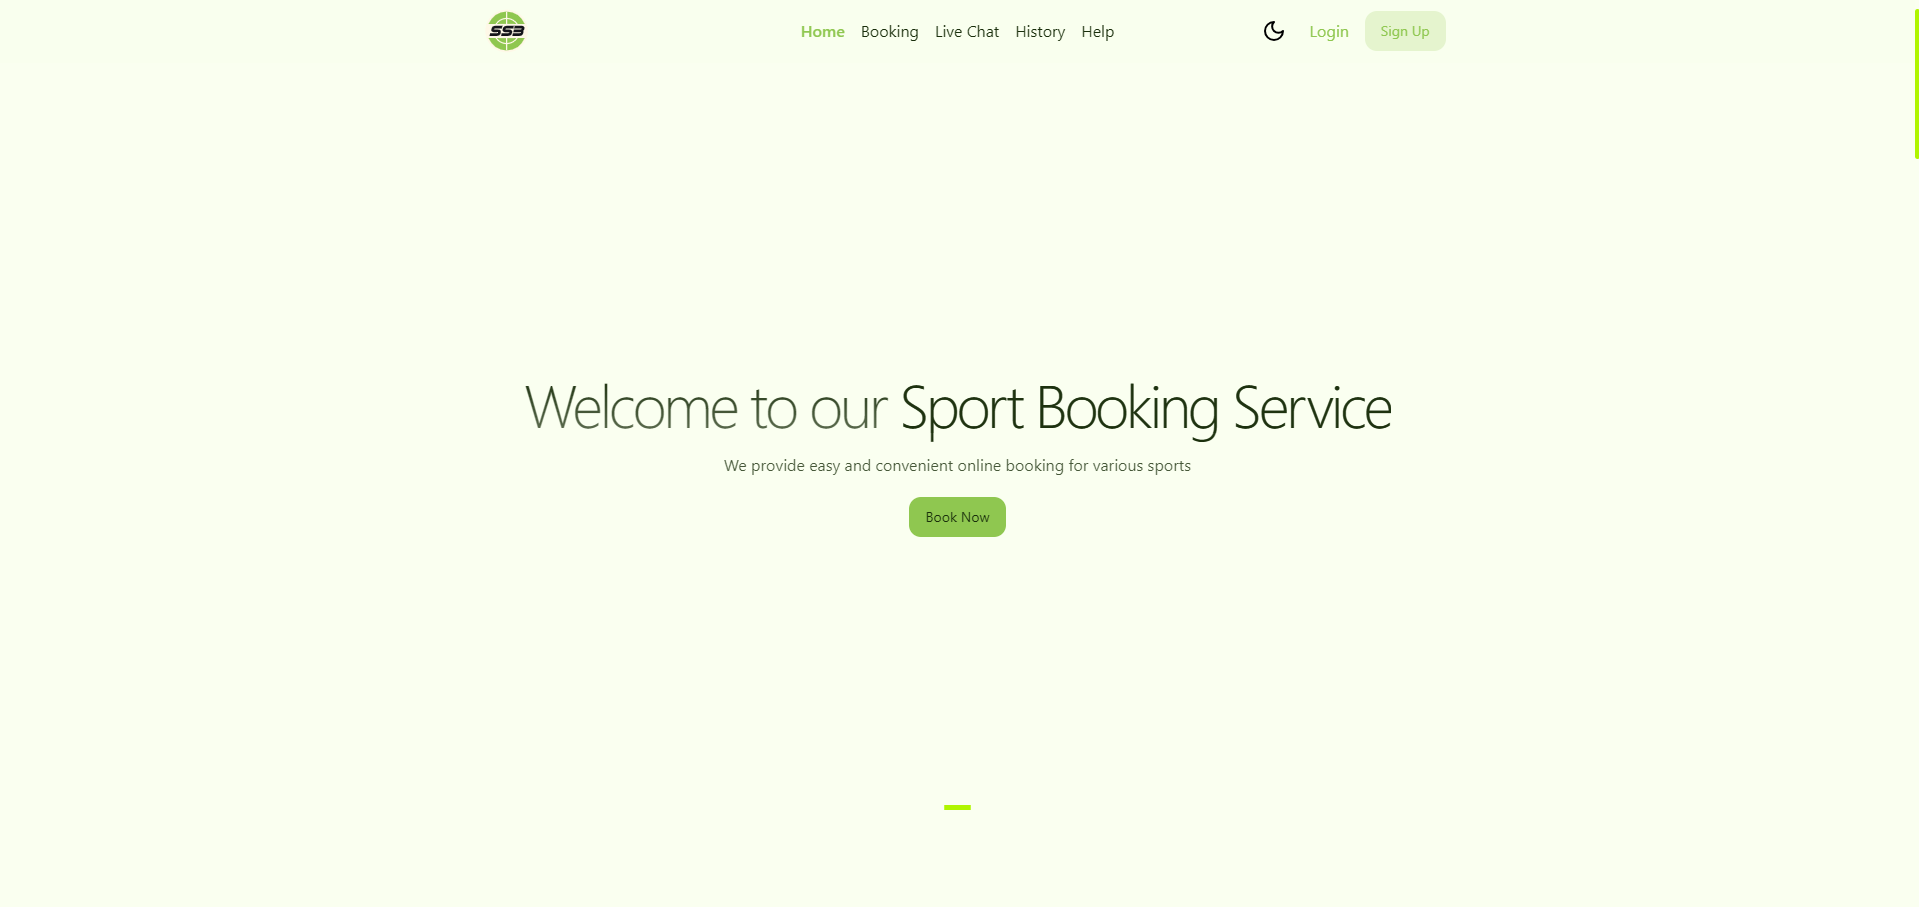 SSB
Home Booking Live Chat History Help Login Sign Up
Welcome to our Sport Booking Service
We provide easy and convenient online booking for various sports
Book Now